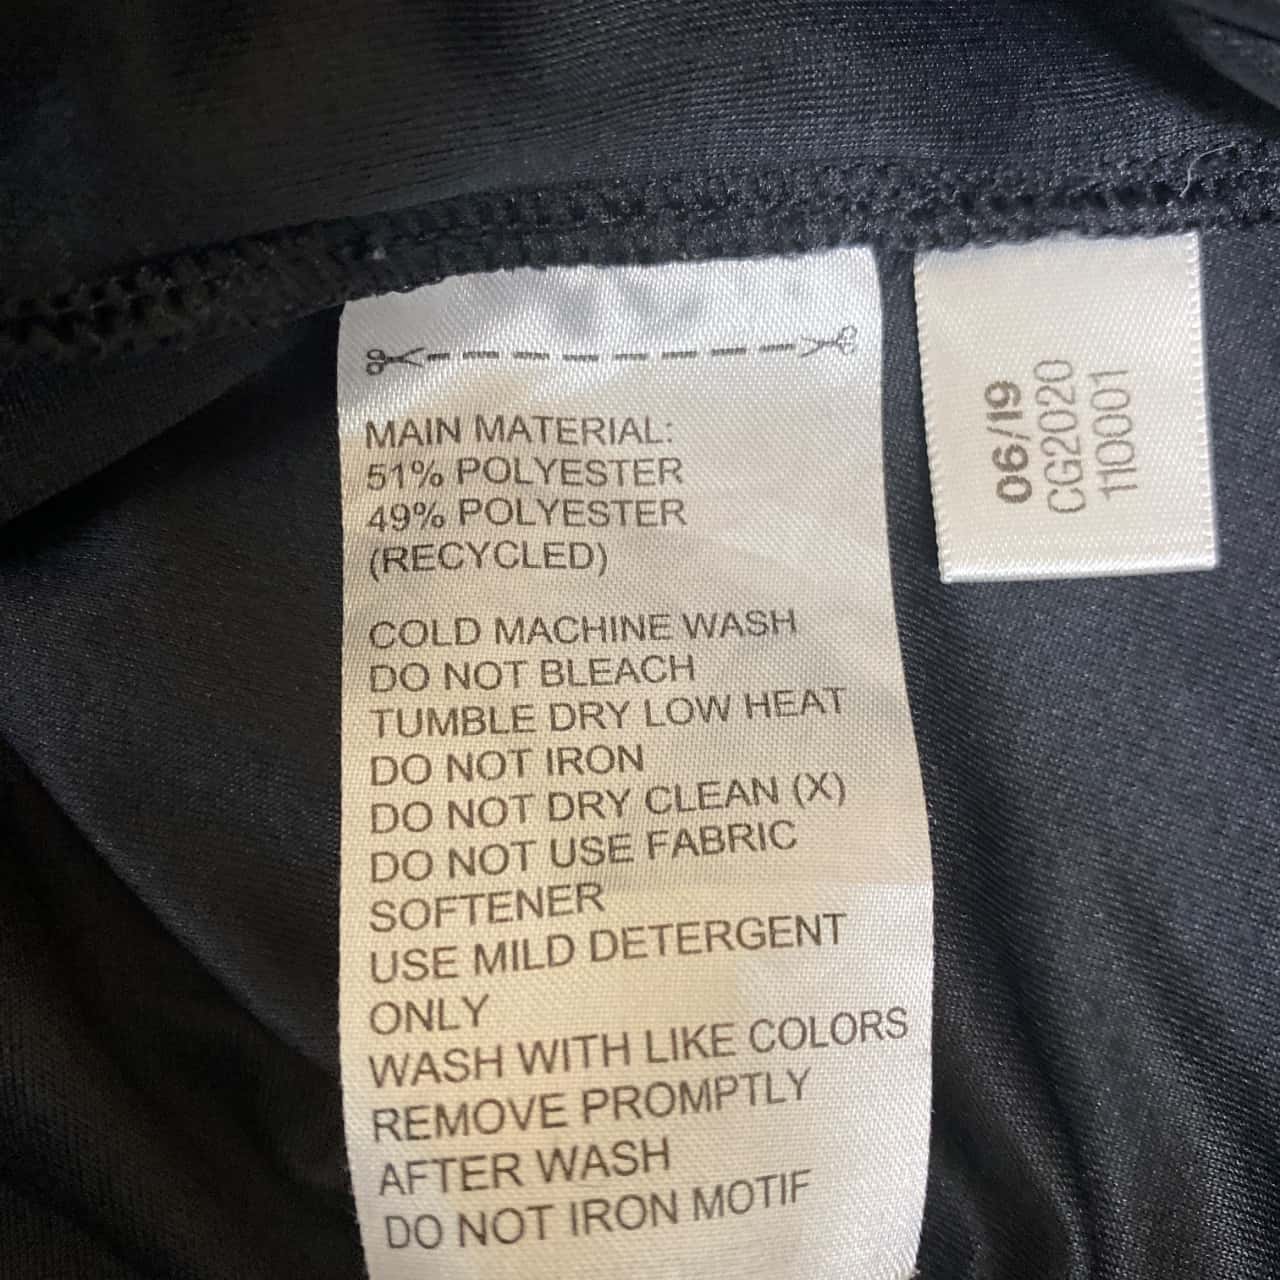 MAIN MATERIAL:
51% POLYESTER
49% POLYESTER
(RECYCLED)
COLD MACHINE WASH
DO NOT BLEACH
TUMBLE DRY LOW HEAT
DO NOT IRON
DO NOT DRY CLEAN (X)
DO NOT USE FABRIC
SOFTENER
USE MILD DETERGENT
ONLY
WASH WITH LIKE COLORS
REMOVE PROMPTLY
AFTER WASH
DO NOT IRON MOTIF
06/19
CG2020
110001